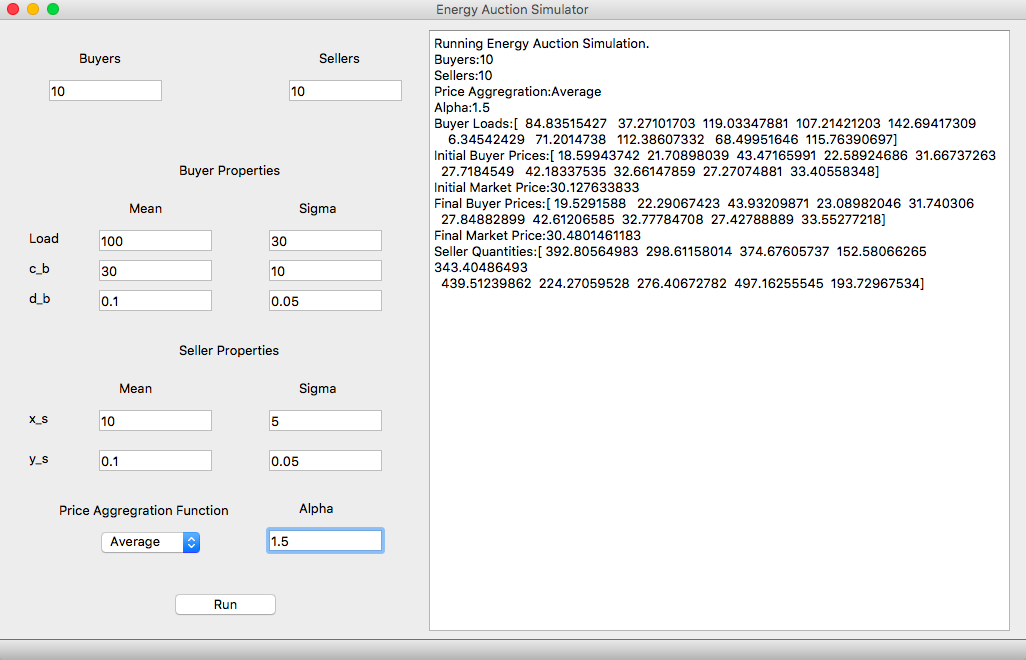 Energy Auction Simulator
Buyers Sellers
10 10
Buyer Properties
Mean Sigma
Load 100 30
c_b 30 10
d_b 0.1 0.05
Seller Properties
Mean Sigma
x_s 10 5
y_s 0.1 0.05
Price Aggregration Function Alpha
Average 1.5
Run
Running Energy Auction Simulation.
Buyers:10
Sellers:10
Price Aggregration:Average
Alpha:1.5
Buyer Loads:[ 84.83515427 37.27101703 119.03347881 107.21421203 142.69417309
6.34542429 71.2014738 112.38607332 68.49951646 115.76390697]
Initial Buyer Prices:[ 18.59943742 21.70898039 43.47165991 22.58924686 31.66737263
27.7184549 42.18337535 32.66147859 27.27074881 33.40558348]
Initial Market Price:30.127633833
Final Buyer Prices:[ 19.5291588 22.29067423 43.93209871 23.08982046 31.740306
27.84882899 42.61206585 32.77784708 27.42788889 33.55277218]
Final Market Price:30.4801461183
Seller Quantities:[ 392.80564983 298.61158014 374.67605737 152.58066265
343.40486493
439.51239862 224.27059528 276.40672782 497.16255545 193.72967534]